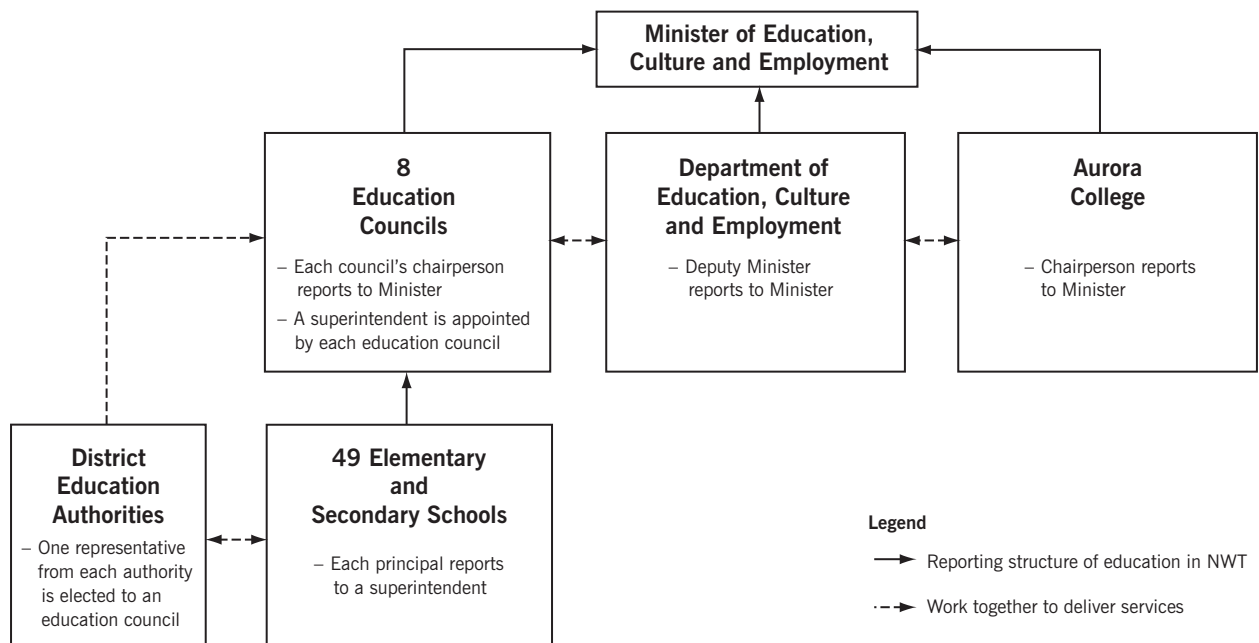 Minister of Education,
Culture and Employment
8
Education
Councils
– Each council’s chairperson
reports to Minister
– A superintendent is appointed
by each education council
Department of
Education, Culture
and Employment
– Deputy Minister
reports to Minister
Aurora
College
– Chairperson reports
to Minister
District
Education
Authorities
– One representative
from each authority
is elected to an
education council
49 Elementary
and
Secondary Schools
– Each principal reports
to a superintendent
Legend
Reporting structure of education in NWT
Work together to deliver services